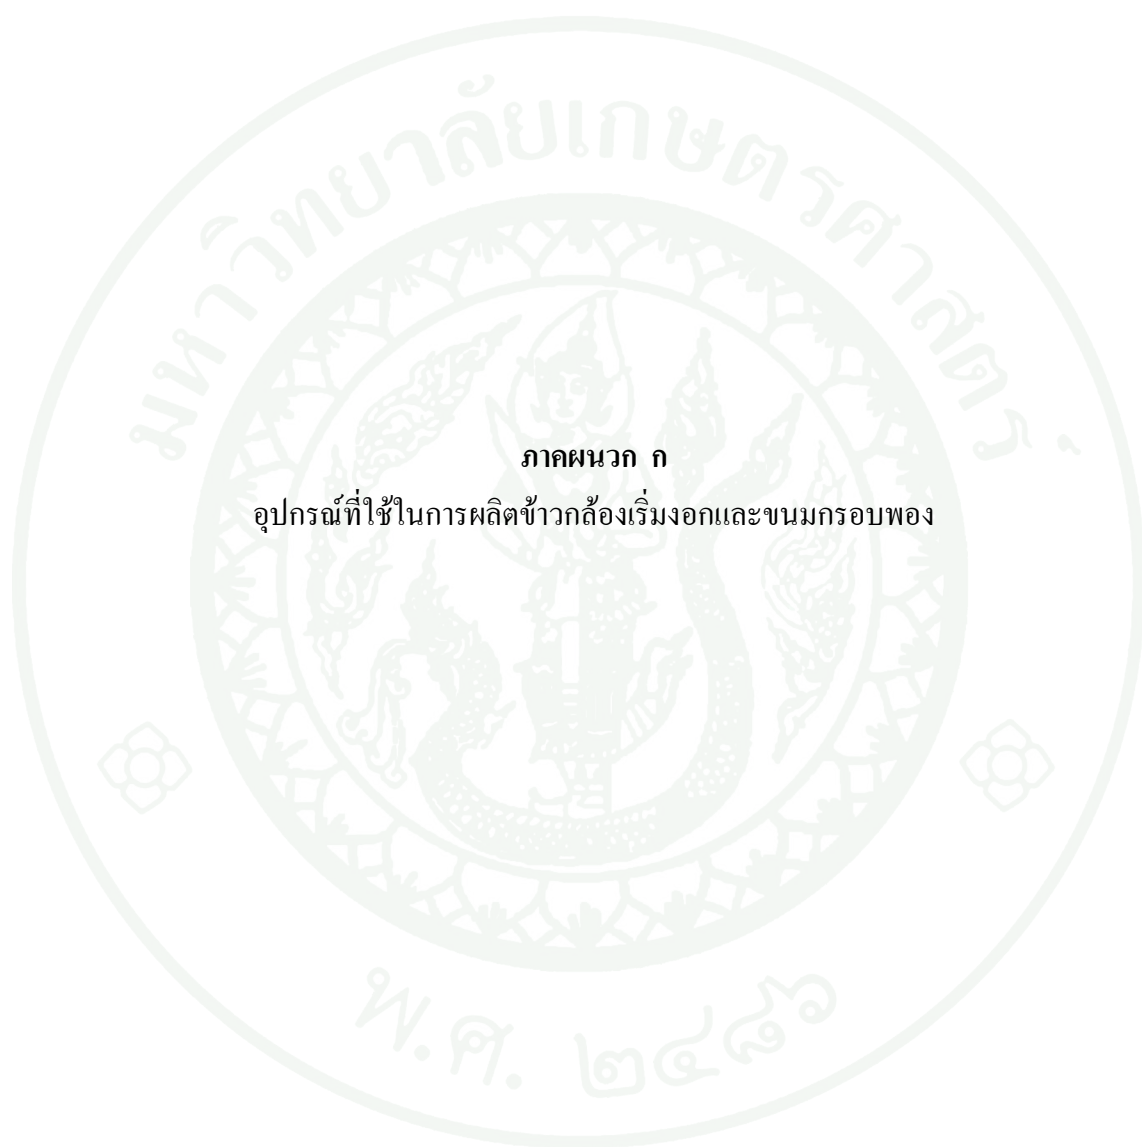 มหาวิทยาลัยเกษตรศาสตร์
ภาคผนวก ก
อุปกรณ์ที่ใช้ในการผลิตข้าวกล้องเริ่มงอกและขนมกรอบพอง
พ.ศ. ๒๔๘๖